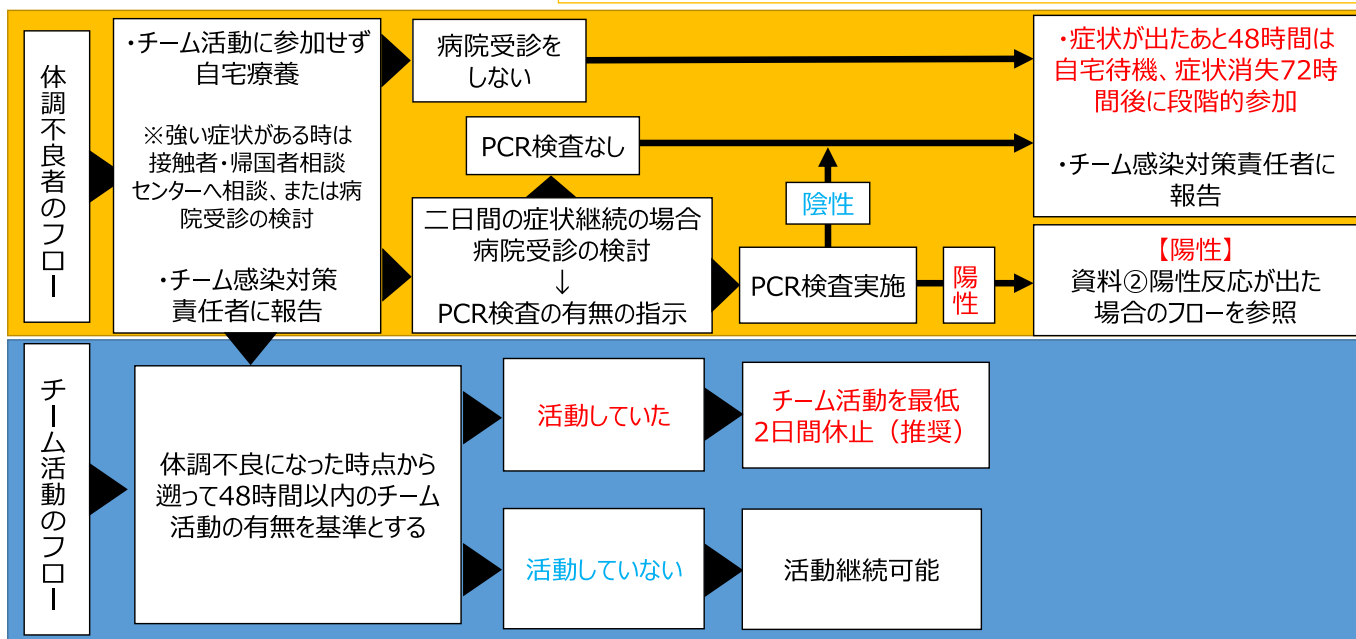 体調不良者のフロー
・チーム活動に参加せず
自宅療養
※強い症状がある時は
接触者・帰国者相談
センターへ相談、または病
院受診の検討
・チーム感染対策
責任者に報告
病院受診を
しない
PCR検査なし
二日間の症状継続の場合
病院受診の検討
↓
PCR検査の有無の指示
陰性
PCR検査実施
陽性
・症状が出たあと48時間は
自宅待機、症状消失72時
間後に段階的参加
・チーム感染対策責任者に
報告
【陽性】
資料②陽性反応が出た
場合のフローを参照
チーム活動のフロー
体調不良になった時点から
遡って48時間以内のチーム
活動の有無を基準とする
活動していた
チーム活動を最低
2日間休止（推奨）
活動していない
活動継続可能